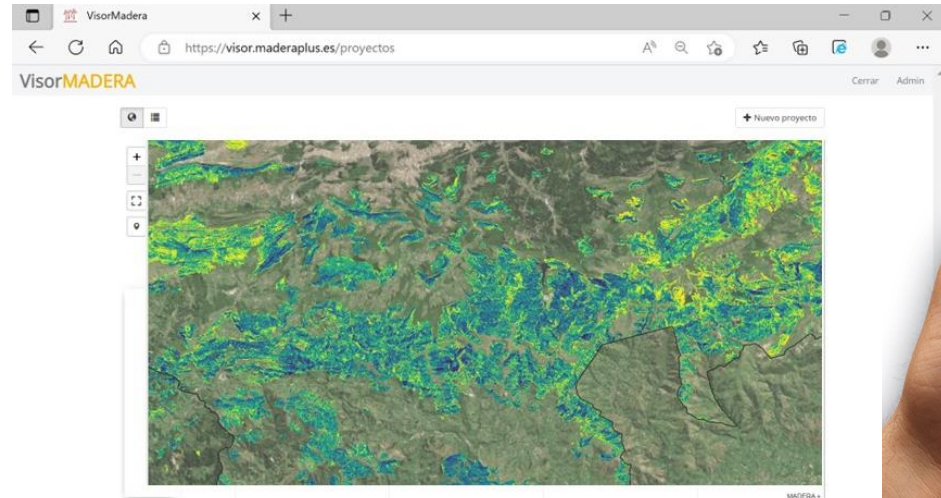 VisorMadera
https://visor.maderaplus.es/proyectos
VisorMADERA
Cerrar Admin
+ Nuevo proyecto
MADERA+